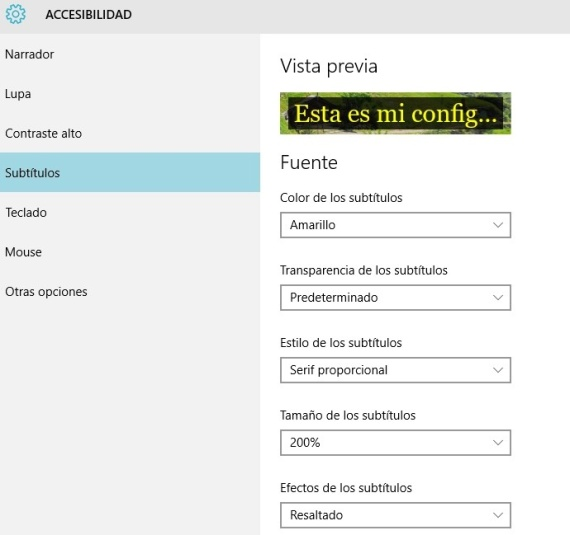 ACCESIBILIDAD
Narrador
Lupa
Contraste alto
Subtítulos
Teclado
Mouse
Otras opciones
Vista previa
Esta es mi config...
Fuente
Color de los subtítulos
Amarillo
Transparencia de los subtítulos
Predeterminado
Estilo de los subtítulos
Serif proporcional
Tamaño de los subtítulos
200%
Efectos de los subtítulos
Resaltado